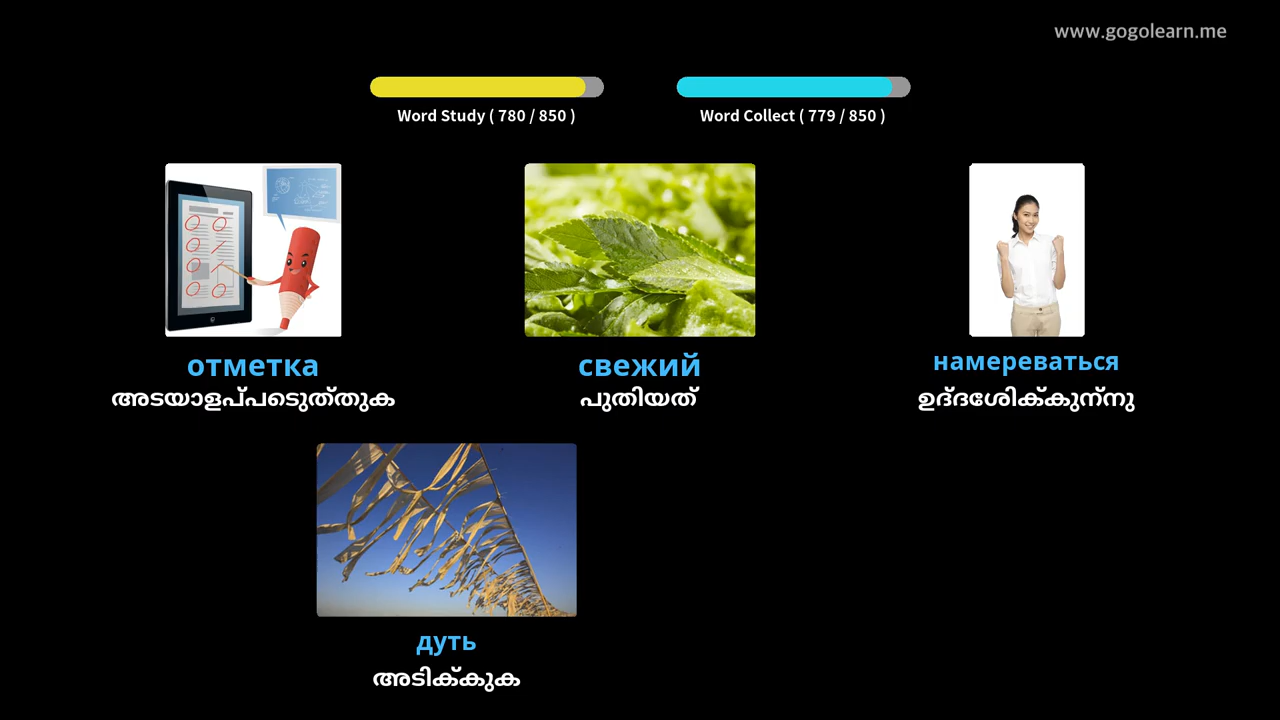 www.gogolearn.me
Word Study ( 780 / 850 )
Word Collect ( 779 / 850 )
отметка
അടയാളപ്പടെുത്തുക
свежий
പുതിയത്
намереваться
ഉദ്ദശേിക്കുന്നു
дуть
അടിക്കുക